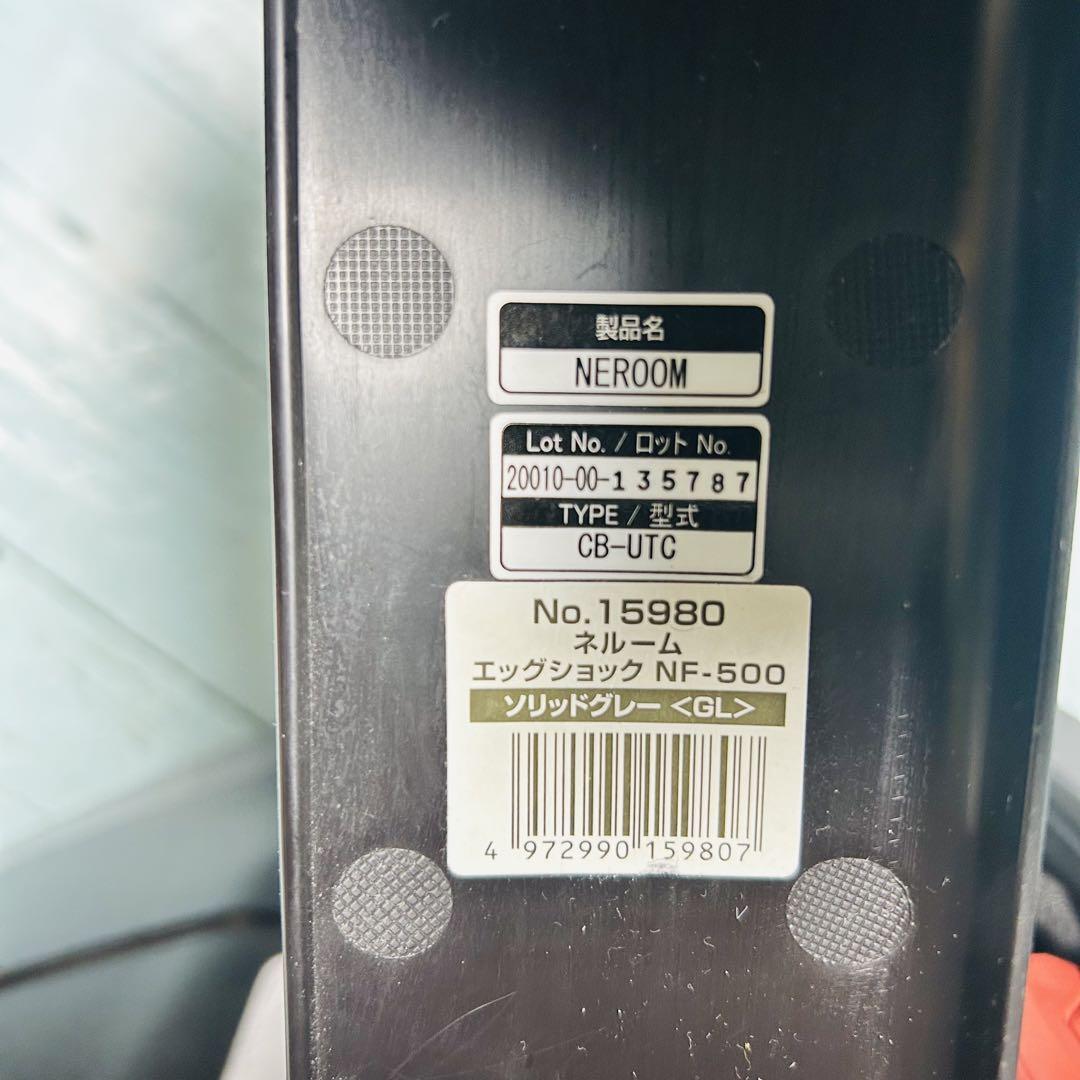 製品名
NEROOM
Lot No. / ロット No.
20010-00-135787
TYPE / 型式
CB-UTC
No.15980
ネルーム
エッグショック NF-500
ソリッドグレー <GL>
4 972990 159807